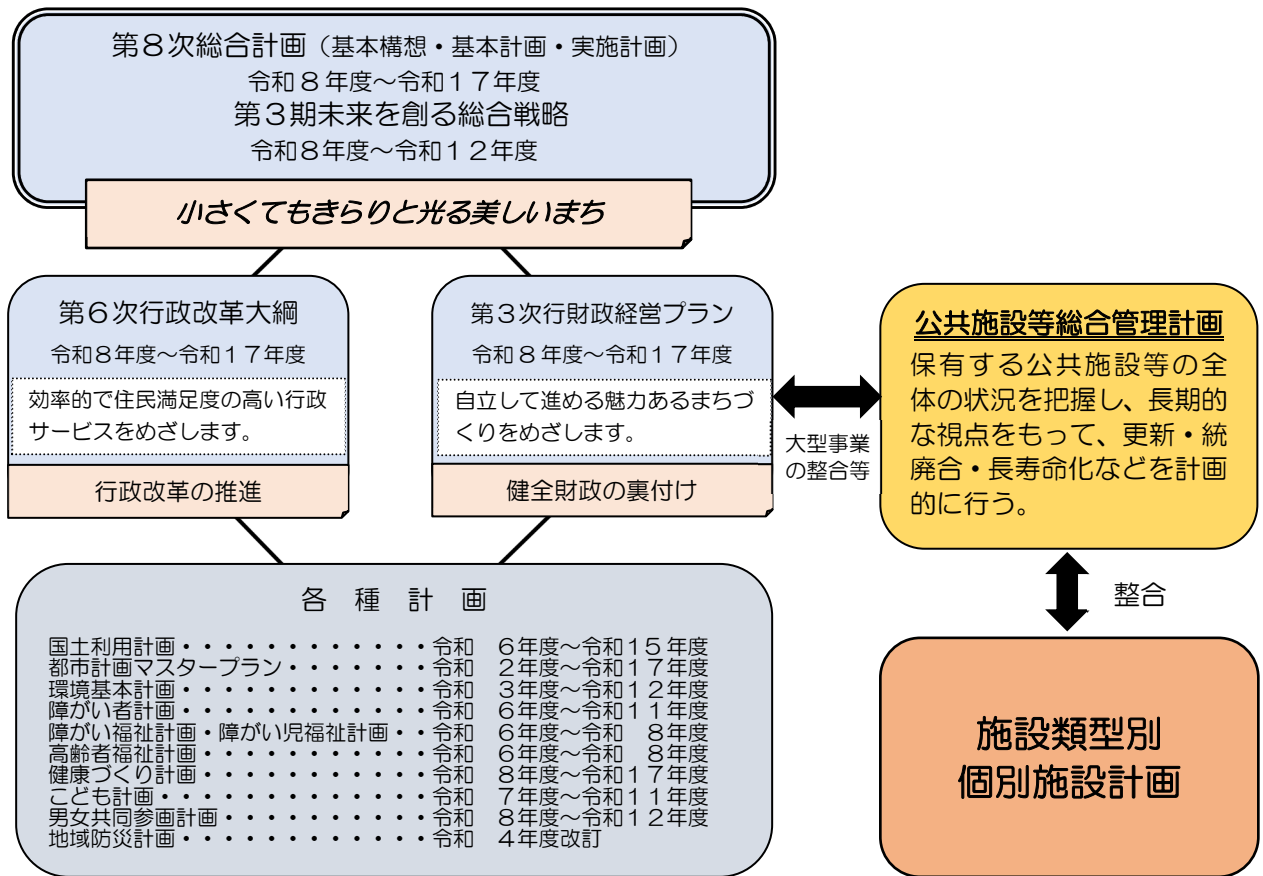 第8次総合計画（基本構想・基本計画・実施計画）
令和８年度～令和１７年度
第３期未来を創る総合戦略
令和８年度～令和１２年度
小さくてもきらりと光る美しいまち
第６次行政改革大綱
令和８年度～令和１７年度
効率的で住民満足度の高い行政
サービスをめざします。
行政改革の推進
第３次行財政経営プラン
令和８年度～令和１７年度
自立して進める魅力あるまちづ
くりをめざします。
健全財政の裏付け
大型事業
の整合等
公共施設等総合管理計画
保有する公共施設等の全
体の状況を把握し、長期的
な視点をもって、更新・統
廃合・長寿命化などを計画
的に行う。
整合
施設類型別
個別施設計画
各　種　計　画
国土利用計画・・・・・・・・・・・・・令和　６年度～令和１５年度
都市計画マスタープラン・・・・・・・令和　２年度～令和１７年度
環境基本計画・・・・・・・・・・・・・令和　３年度～令和１２年度
障がい者計画・・・・・・・・・・・・・令和　６年度～令和１１年度
障がい福祉計画・障がい児福祉計画・・令和　６年度～令和　８年度
高齢者福祉計画・・・・・・・・・・・・令和　６年度～令和　８年度
健康づくり計画・・・・・・・・・・・・令和　８年度～令和１７年度
こども計画・・・・・・・・・・・・・・令和　７年度～令和１１年度
男女共同参画計画・・・・・・・・・・・令和　８年度～令和１２年度
地域防災計画・・・・・・・・・・・・・令和　４年度改訂